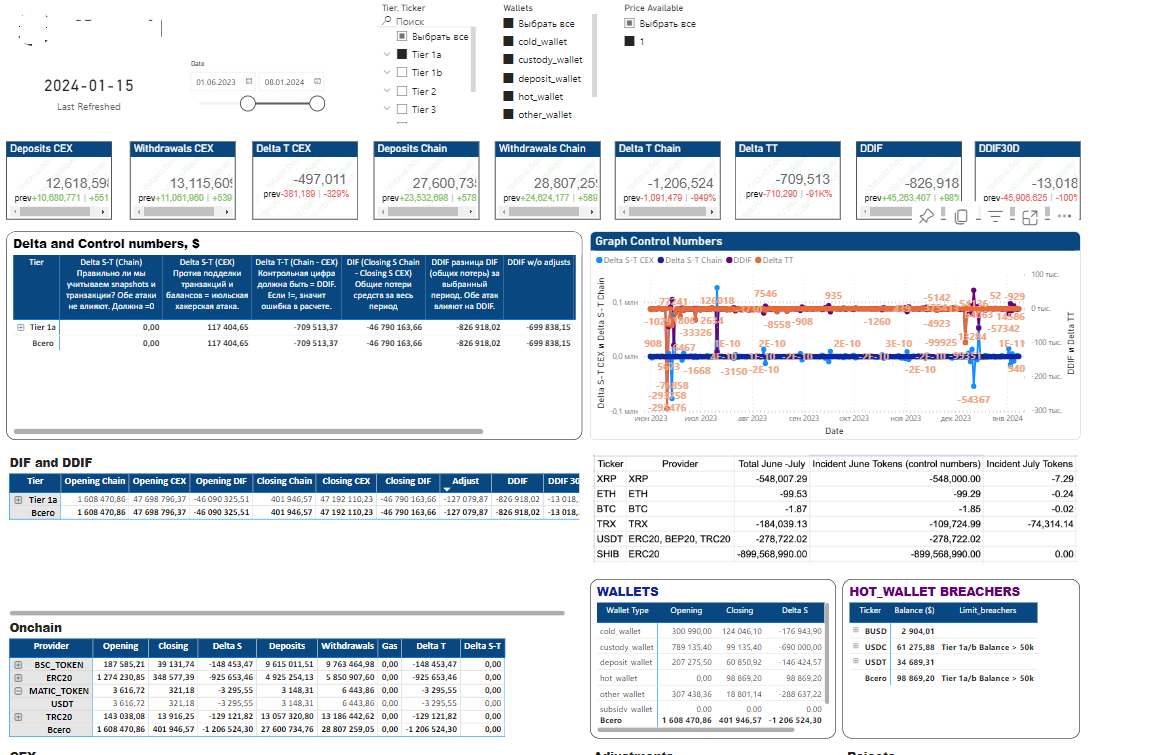 Tier, Ticker
Поиск
Выбрать все
Tier 1a
Tier 1b
Tier 2
Tier 3
Wallets
Выбрать все
cold_wallet
custody_wallet
deposit_wallet
hot_wallet
other_wallet
Price Available
Выбрать все
1
2024-01-15
Last Refreshed
Date
01.06.2023 08.01.2024
Deposits CEX
12,618,59
prev+10,680,771 | +551
Withdrawals CEX
13,115,60
prev+11,061,960 | +539
Delta T CEX
-497,011
prev-381,189 | -329%
Deposits Chain
27,600,73
prev+23,532,698 | +578
Withdrawals Chain
28,807,25
prev+24,624,177 | +589
Delta T Chain
-1,206,524
prev-1,091,479 | -949%
Delta TT
-709,513
prev-710,290 | -91K%
DDIF
-826,918
prev+45,263,407 | +98%
DDIF30D
-13,018
prev-45,906,625 | -100
Delta and Control numbers, $
Tier Delta S-T (Chain) Правильно ли мы учитываем snapshots и транзакции? Обе атаки не влияют. Должна =0 Delta S-T (CEX) Против подделки транзакций и балансов = июльская хакерская атака. Delta T-T (Chain - CEX) Контрольная цифра должна быть = DDIF. Если !=, значит ошибка в расчете. DIF (Closing S Chain - Closing S CEX) Общие потери средств за весь период DDIF разница DIF (общих потерь) за выбранный период. Обе атак влияют на DDIF. DDIF w/o adjusts
Tier 1a 0,00 117 404,65 -709 513,37 -46 790 163,66 -826 918,02 -699 838,15
Всего 0,00 117 404,65 -709 513,37 -46 790 163,66 -826 918,02 -699 838,15
Graph Control Numbers
Delta S-T CEX Delta S-T Chain DDIF Delta TT
Delta S-T CEX и Delta S-T Chain
0,1 млн
0,0 млн
-0,1 млн
100 тыс.
0 тыс.
-100 тыс.
-200 тыс.
-300 тыс.
DDIF и Delta TT
126018
7546
935
-5142
52 -929
-33326
-8558 -908
-1260
-4923
-57342
908
1E-10
2E-10
2E-10
3E-10
-99925
1E-11
-1668
-3150
-2E-10
-2E-10
940
-54367
июн 2023 июл 2023 авг 2023 сен 2023 окт 2023 ноя 2023 дек 2023 янв 2024
Date
DIF and DDIF
Tier Opening Chain Opening CEX Opening DIF Closing Chain Closing CEX Closing DIF Adjust DDIF DDIF 30
Tier 1a 1 608 470,86 47 698 796,37 -46 090 325,51 401 946,57 47 192 110,23 -46 790 163,66 -127 079,87 -826 918,02 -13 018,
Всего 1 608 470,86 47 698 796,37 -46 090 325,51 401 946,57 47 192 110,23 -46 790 163,66 -127 079,87 -826 918,02 -13 018,
Ticker Provider Total June -July Incident June Tokens (control numbers) Incident July Tokens
XRP XRP -548,007.29 -548,000.00 -7.29
ETH ETH -99.53 -99.29 -0.24
BTC BTC -1.87 -1.85 -0.02
TRX TRX -184,039.13 -109,724.99 -74,314.14
USDT ERC20, BEP20, TRC20 -278,722.02 -278,722.02
SHIB ERC20 -899,568,990.00 -899,568,990.00 0.00
Onchain
Provider Opening Closing Delta S Deposits Withdrawals Gas Delta T Delta S-T
BSC_TOKEN 187 585,21 39 131,74 -148 453,47 9 615 011,51 9 763 464,98 0,00 -148 453,47 0,00
ERC20 1 274 230,85 348 577,39 -925 653,46 4 925 254,13 5 850 907,60 0,00 -925 653,46 0,00
MATIC_TOKEN 3 616,72 321,18 -3 295,55 3 148,31 6 443,86 0,00 -3 295,55 0,00
USDT 3 616,72 321,18 -3 295,55 3 148,31 6 443,86 0,00 -3 295,55 0,00
TRC20 143 038,08 13 916,25 -129 121,82 13 057 320,80 13 186 442,62 0,00 -129 121,82 0,00
Всего 1 608 470,86 401 946,57 -1 206 524,30 27 600 734,76 28 807 259,05 0,00 -1 206 524,30 0,00
WALLETS
Wallet Type Opening Closing Delta S
cold_wallet 300 990,00 124 046,10 -176 943,90
custody_wallet 789 135,40 99 135,40 -690 000,00
deposit_wallet 207 275,50 60 850,92 -146 424,57
hot_wallet 0,00 98 869,20 98 869,20
other_wallet 307 438,36 18 801,14 -288 637,22
subsidy_wallet 0,00 0,00 0,00
Всего 1 608 470,86 401 946,57 -1 206 524,30
HOT_WALLET BREACHERS
Ticker Balance ($) Limit_breachers
BUSD 2 904,01
USDC 61 275,88 Tier 1a/b Balance > 50k
USDT 34 689,31
Всего 98 869,20 Tier 1a/b Balance > 50k